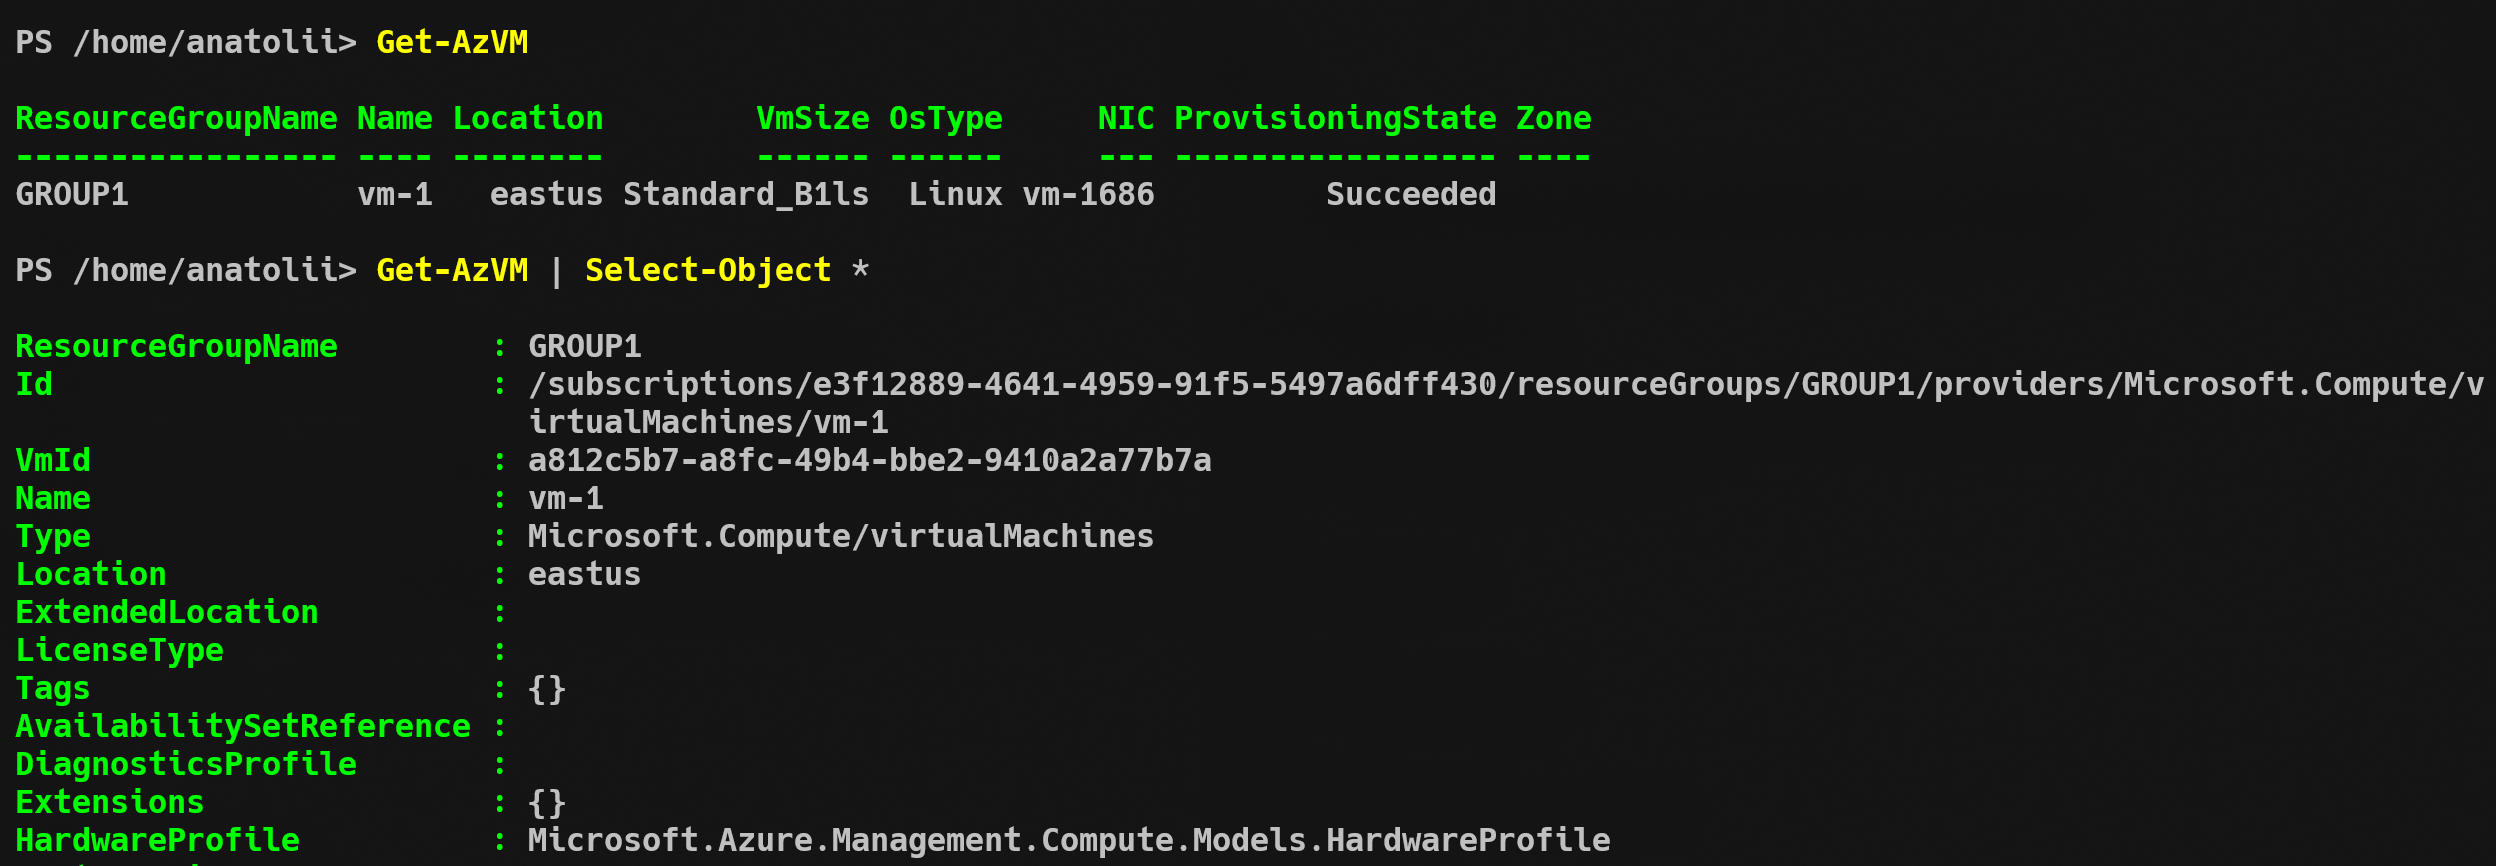 PS /home/anatolii> Get-AzVM
ResourceGroupName Name Location        VmSize OsType     NIC ProvisioningState Zone
----------------- ---- --------        ------ ------     --- ----------------- ----
GROUP1            vm-1   eastus Standard_B1ls  Linux vm-1686         Succeeded
PS /home/anatolii> Get-AzVM | Select-Object *
ResourceGroupName        : GROUP1
Id                       : /subscriptions/e3f12889-4641-4959-91f5-5497a6dff430/resourceGroups/GROUP1/providers/Microsoft.Compute/v
                           irtualMachines/vm-1
VmId                     : a812c5b7-a8fc-49b4-bbe2-9410a2a77b7a
Name                     : vm-1
Type                     : Microsoft.Compute/virtualMachines
Location                 : eastus
ExtendedLocation         :
LicenseType              :
Tags                     : {}
AvailabilitySetReference :
DiagnosticsProfile       :
Extensions               : {}
HardwareProfile          : Microsoft.Azure.Management.Compute.Models.HardwareProfile